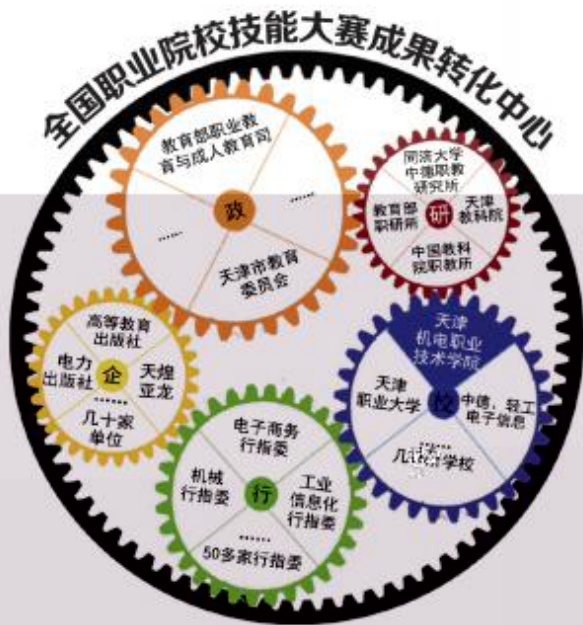 全国职业院校技能大赛成果转化中心
教育部职业教
育与成人教育司
……
政
……
天津市教育
委员会
同济大学
中德职教
研究所
教育部
职研所
研
天津
教科院
中国教科
院职教所
高等教育
出版社
电力
出版社
企
天煌
亚龙
……
几十家
单位
天津
机电职业
技术学院
天津
职业大学
校
中德、轻工
电子信息
……
学校
电子商务
行指委
机械
行指委
行
工业
信息化
行指委
……
50多家行指委